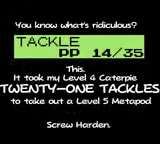 You know what's ridiculous?
TACKLE
PP 14/35
This.
It took my Level 4 Caterpie
TWENTY-ONE TACKLES
to take out a Level 5 Metapod
Screw Harden.